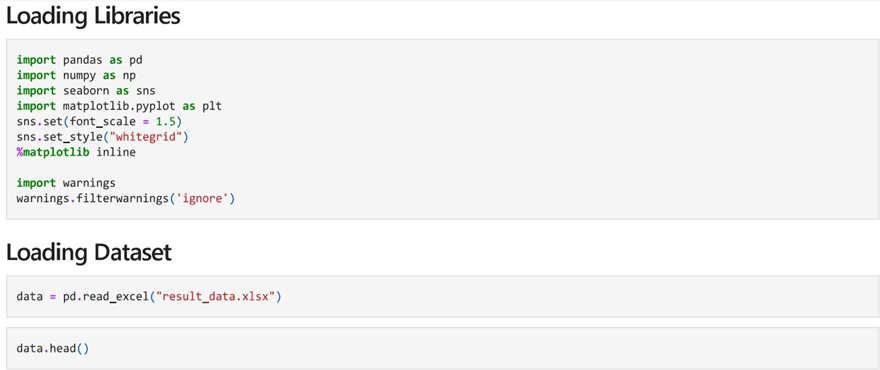 Loading Libraries
import pandas as pd
import numpy as np
import seaborn as sns
import matplotlib.pyplot as plt
sns.set(font_scale = 1.5)
sns.set_style("whitegrid")
%matplotlib inline
import warnings
warnings.filterwarnings('ignore')
Loading Dataset
data = pd.read_excel("result_data.xlsx")
data.head()